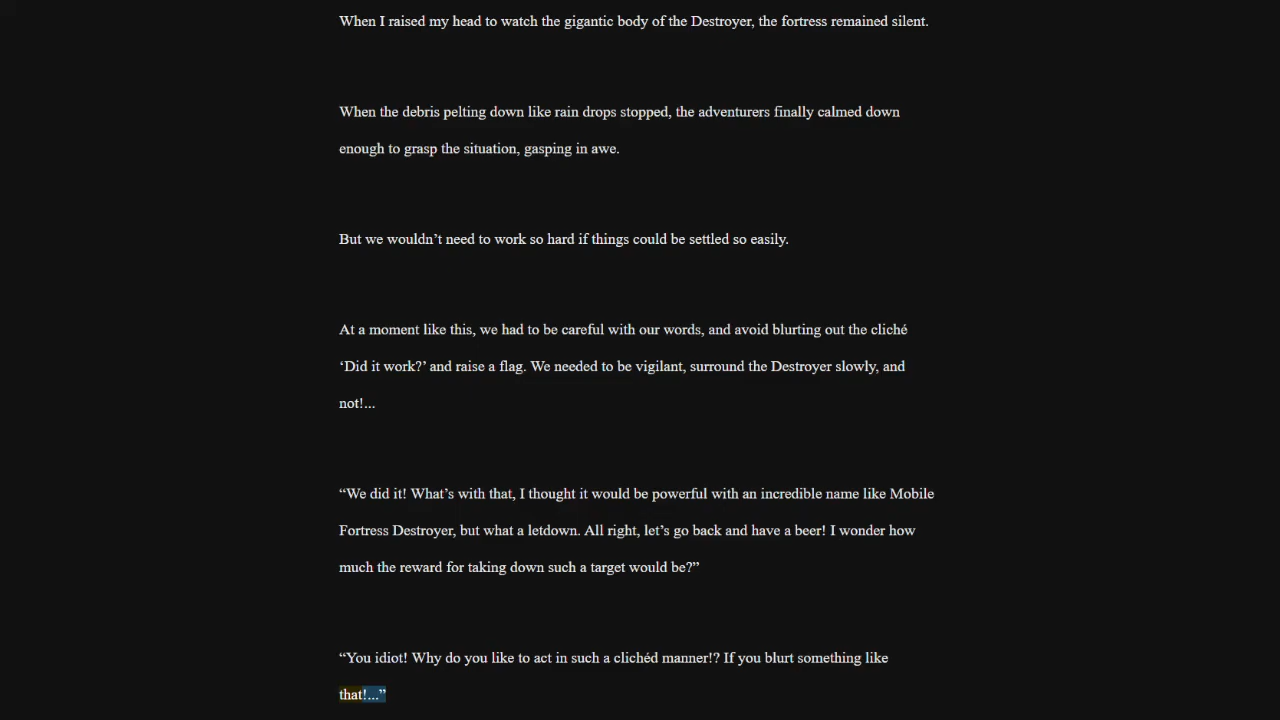 When I raised my head to watch the gigantic body of the Destroyer, the fortress remained silent.
When the debris pelting down like rain drops stopped, the adventurers finally calmed down
enough to grasp the situation, gasping in awe.
But we wouldn’t need to work so hard if things could be settled so easily.
At a moment like this, we had to be careful with our words, and avoid blurting out the cliché
‘Did it work?’ and raise a flag. We needed to be vigilant, surround the Destroyer slowly, and
not!...
“We did it! What’s with that, I thought it would be powerful with an incredible name like Mobile
Fortress Destroyer, but what a letdown. All right, let’s go back and have a beer! I wonder how
much the reward for taking down such a target would be?”
“You idiot! Why do you like to act in such a clichéd manner!? If you blurt something like
that!...”